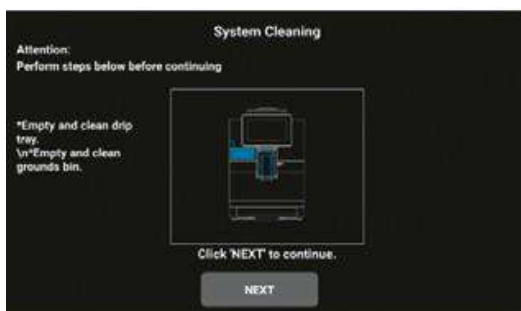 System Cleaning
Attention:
Perform steps below before continuing
*Empty and clean drip
tray.
\n*Empty and clean
grounds bin.
Click 'NEXT' to continue.
NEXT